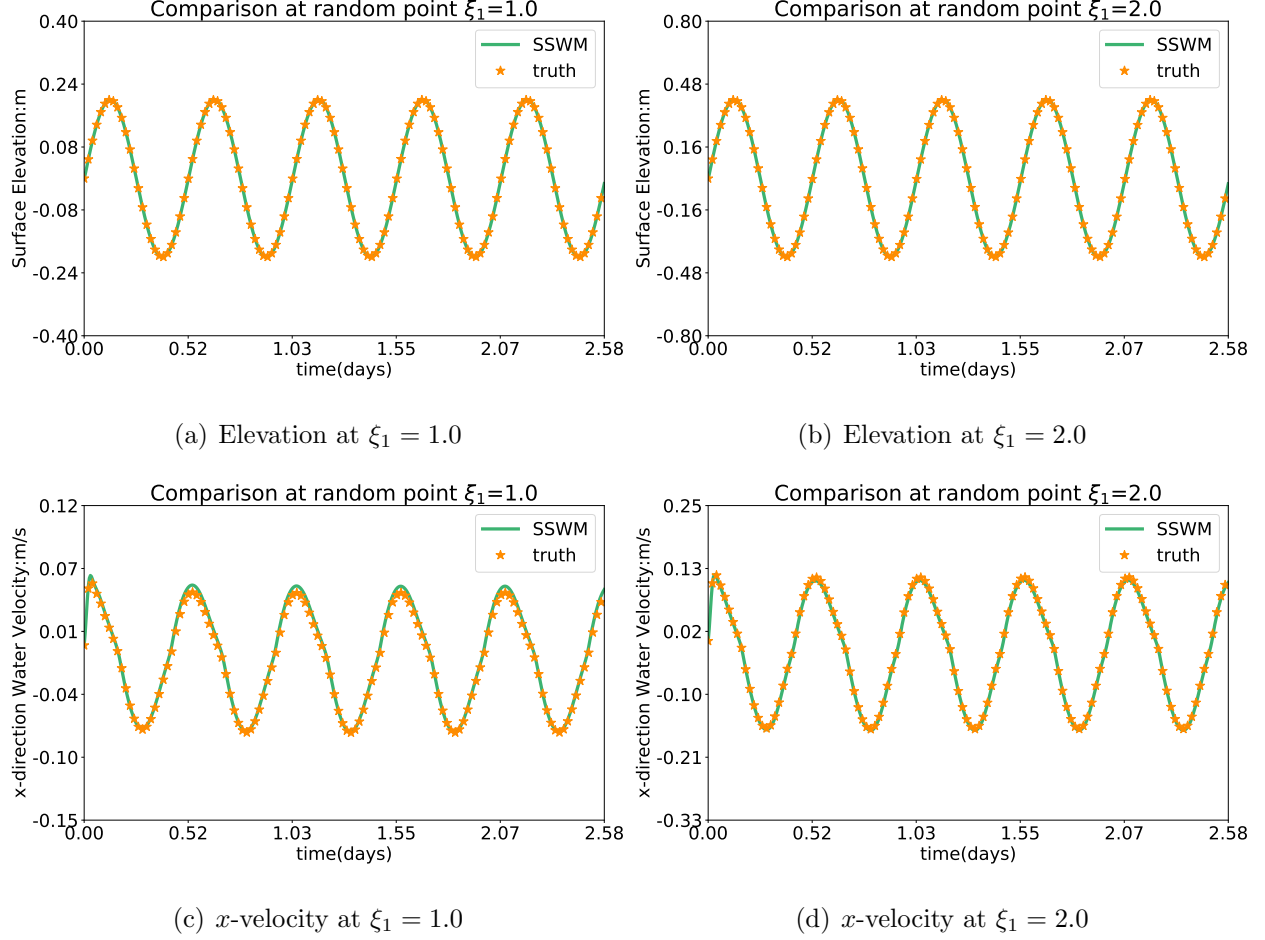 Comparison at random point ξ₁=1.0
0.40
0.24
0.08
-0.08
-0.24
-0.40
Surface Elevation:m
SSWM
truth
0.00 0.52 1.03 1.55 2.07 2.58
time(days)
(a) Elevation at ξ₁ = 1.0
Comparison at random point ξ₁=2.0
0.80
0.48
0.16
-0.16
-0.48
-0.80
Surface Elevation:m
SSWM
truth
0.00 0.52 1.03 1.55 2.07 2.58
time(days)
(b) Elevation at ξ₁ = 2.0
Comparison at random point ξ₁=1.0
0.12
0.07
0.01
-0.04
-0.10
-0.15
x-direction Water Velocity:m/s
SSWM
truth
0.00 0.52 1.03 1.55 2.07 2.58
time(days)
(c) x-velocity at ξ₁ = 1.0
Comparison at random point ξ₁=2.0
0.25
0.13
0.02
-0.10
-0.21
-0.33
x-direction Water Velocity:m/s
SSWM
truth
0.00 0.52 1.03 1.55 2.07 2.58
time(days)
(d) x-velocity at ξ₁ = 2.0